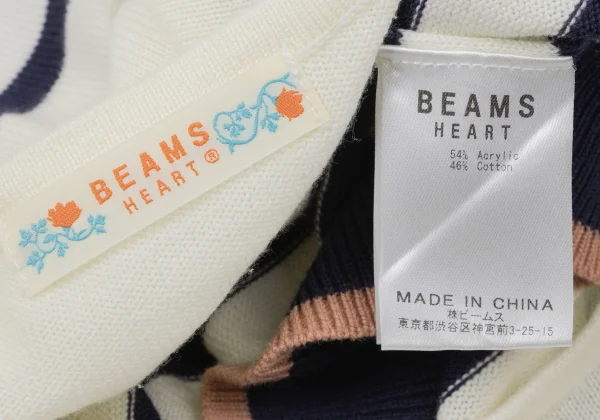 BEAMS
HEART®
BEAMS
HEART
54% Acrylic
46% Cotton
MADE IN CHINA
株ビームス
東京都渋谷区神宮前3-25-15